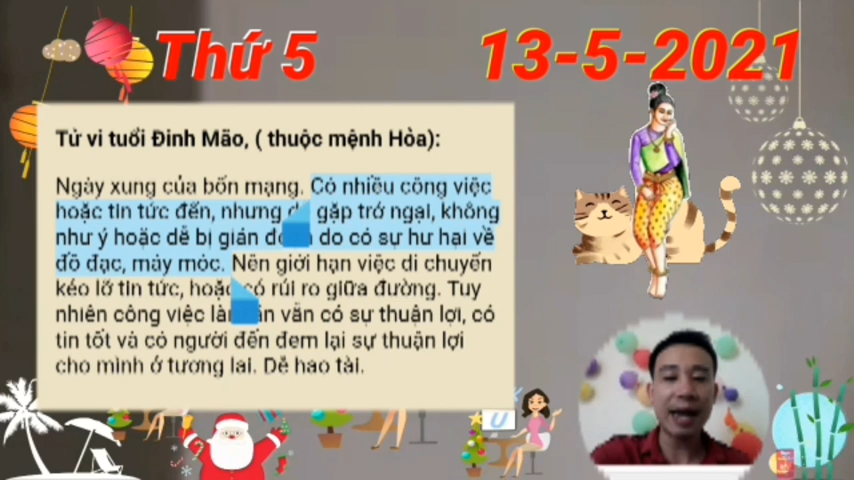 Thứ 5
13-5-2021
Tử vi tuổi Đinh Mão, ( thuộc mệnh Hỏa):
Ngày xung của bổn mạng. Có nhiều công việc
hoặc tin tức đến, nhưng gặp trở ngại, không
như ý hoặc dễ bị gián do có sự hư hại về
đồ đạc, máy móc. Nên giới hạn việc di chuyển
kẻo lỡ tin tức, hoặc có rủi ro giữa đường. Tuy
nhiên công việc làm ăn vẫn có sự thuận lợi, có
tin tốt và có người đến đem lại sự thuận lợi
cho mình ở tương lai. Dễ hao tài.
U